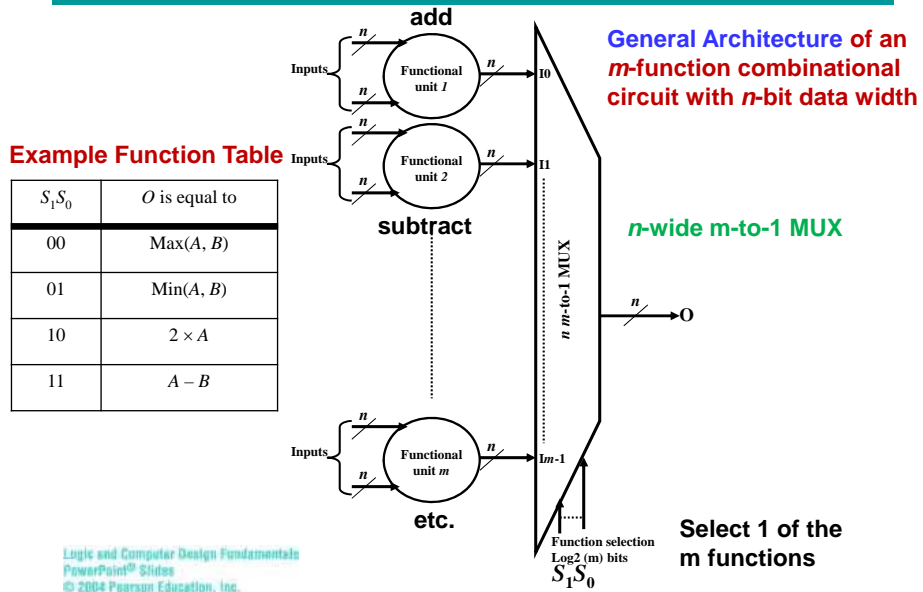 add
General Architecture of an
m-function combinational
circuit with n-bit data width
n
Inputs
Functional
unit 1
n
n
I0
n
Inputs
Functional
unit 2
n
n
I1
subtract
Example Function Table
S1S0
O is equal to
00
Max(A, B)
01
Min(A, B)
10
2 × A
11
A – B
n-wide m-to-1 MUX
n m-to-1 MUX
n
O
n
Inputs
Functional
unit m
n
n
Im-1
etc.
Function selection
Log2 (m) bits
S1S0
Select 1 of the
m functions
Logic and Computer Design Fundamentals
PowerPoint® Slides
© 2004 Pearson Education, Inc.